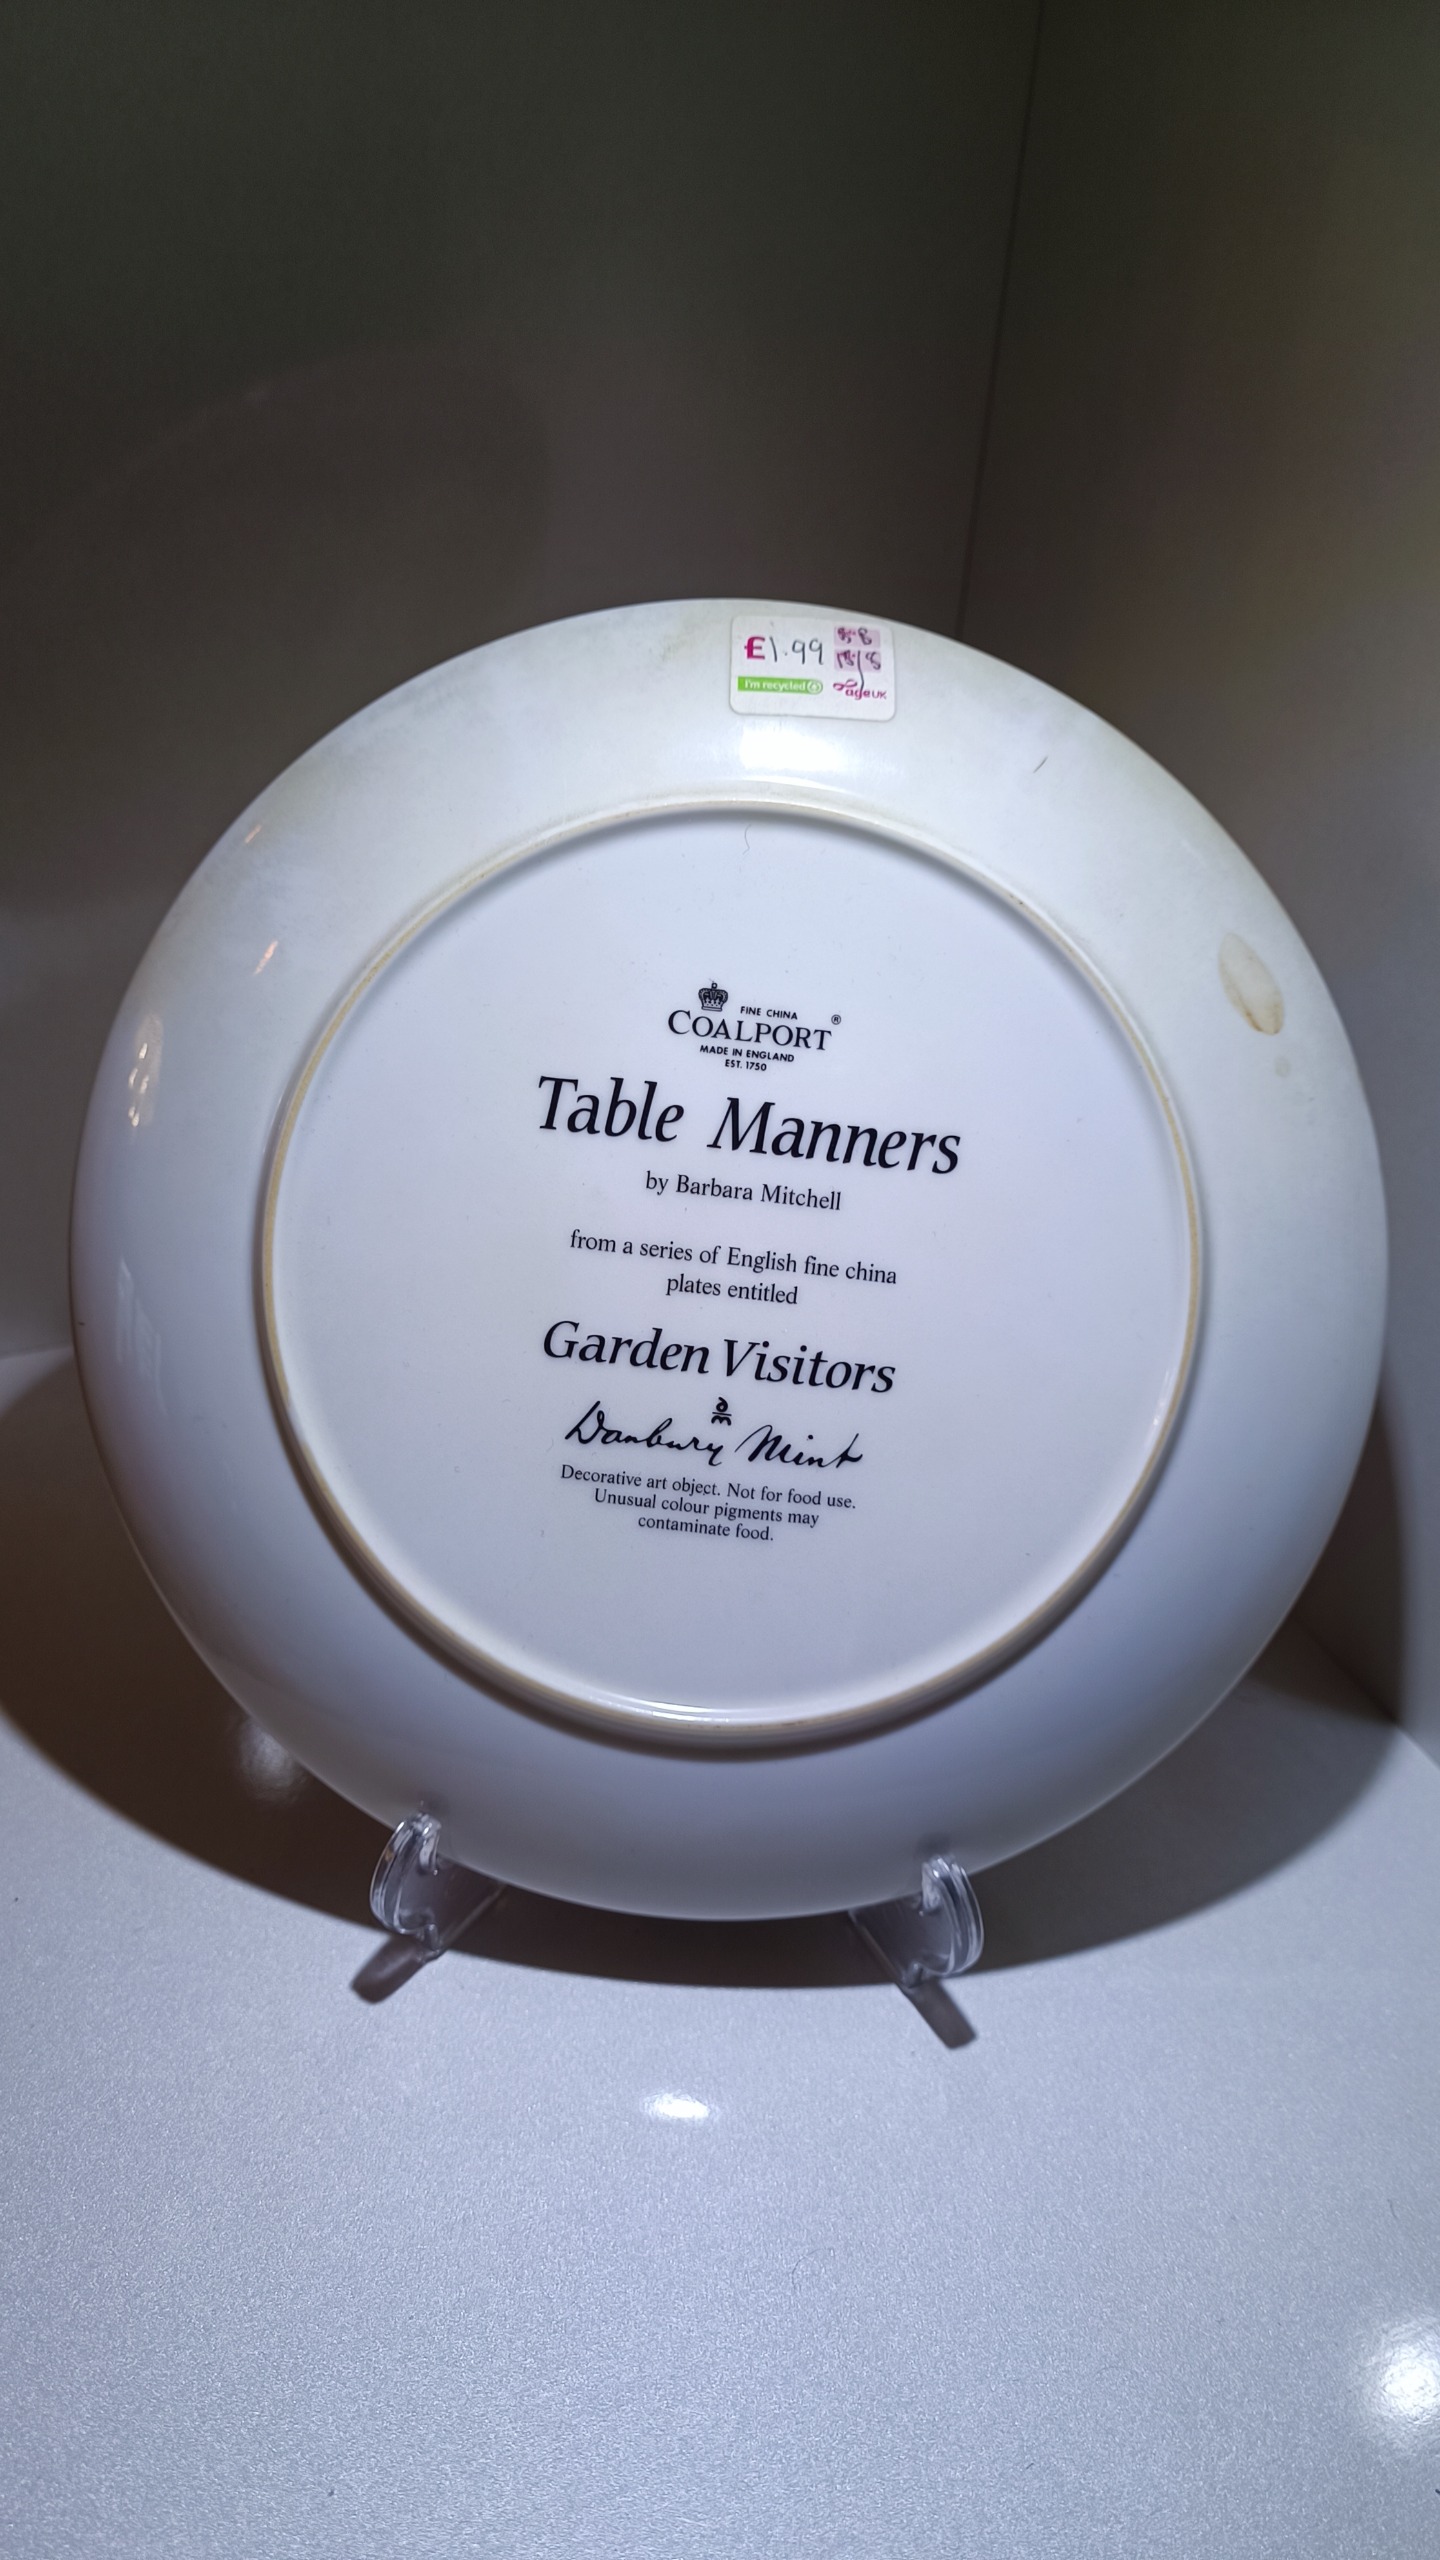 £1.99
I'm recycled
ageUK
FINE CHINA
COALPORT ®
MADE IN ENGLAND
EST. 1750
Table Manners
by Barbara Mitchell
from a series of English fine china
plates entitled
Garden Visitors
Danbury Mint
Decorative art object. Not for food use.
Unusual colour pigments may
contaminate food.